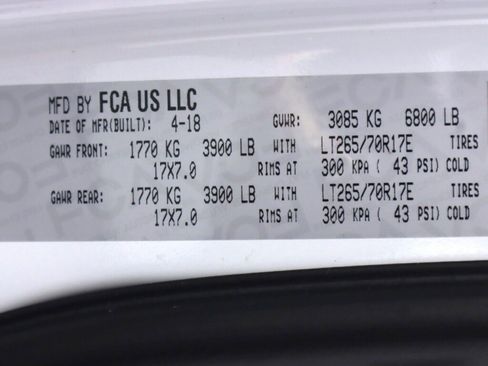 MFD BY FCA US LLC
DATE OF MFR(BUILT): 4-18 GVWR: 3085 KG 6800 LB
GAWR FRONT: 1770 KG 3900 LB WITH LT265/70R17E TIRES
17X7.0 RIMS AT 300 KPA ( 43 PSI) COLD
GAWR REAR: 1770 KG 3900 LB WITH LT265/70R17E TIRES
17X7.0 RIMS AT 300 KPA ( 43 PSI) COLD